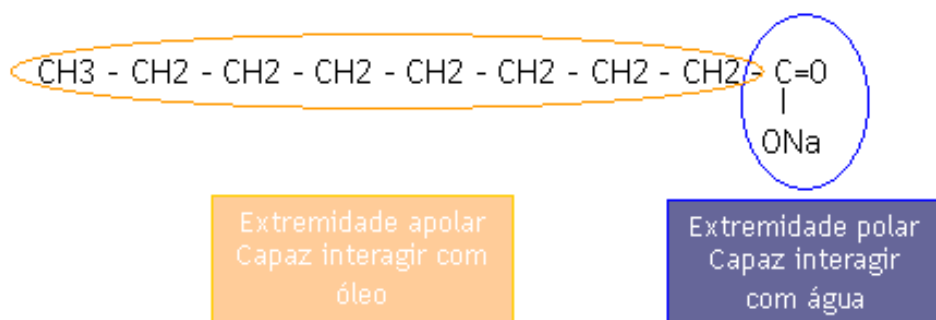 CH3 - CH2 - CH2 - CH2 - CH2 - CH2 - CH2 - CH2 - C=O
|
ONa
Extremidade apolar
Capaz interagir com
óleo
Extremidade polar
Capaz interagir
com água